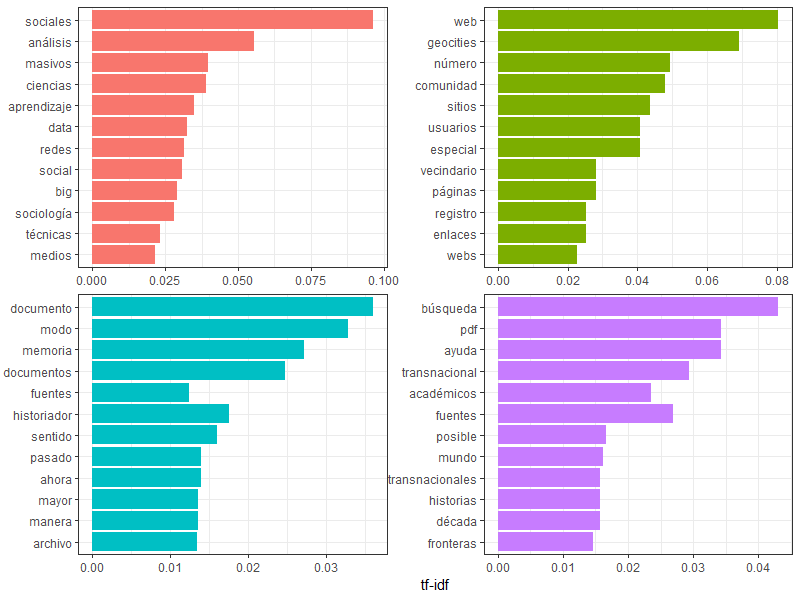 sociales
análisis
masivos
ciencias
aprendizaje
data
redes
social
big
sociología
técnicas
medios
0.000 0.025 0.050 0.075 0.100
web
geocities
número
comunidad
sitios
usuarios
especial
vecindario
páginas
registro
enlaces
webs
0.00 0.02 0.04 0.06 0.08
documento
modo
memoria
documentos
fuentes
historiador
sentido
pasado
ahora
mayor
manera
archivo
0.00 0.01 0.02 0.03
búsqueda
pdf
ayuda
transnacional
académicos
fuentes
posible
mundo
transnacionales
historias
década
fronteras
0.00 0.01 0.02 0.03 0.04
tf-idf